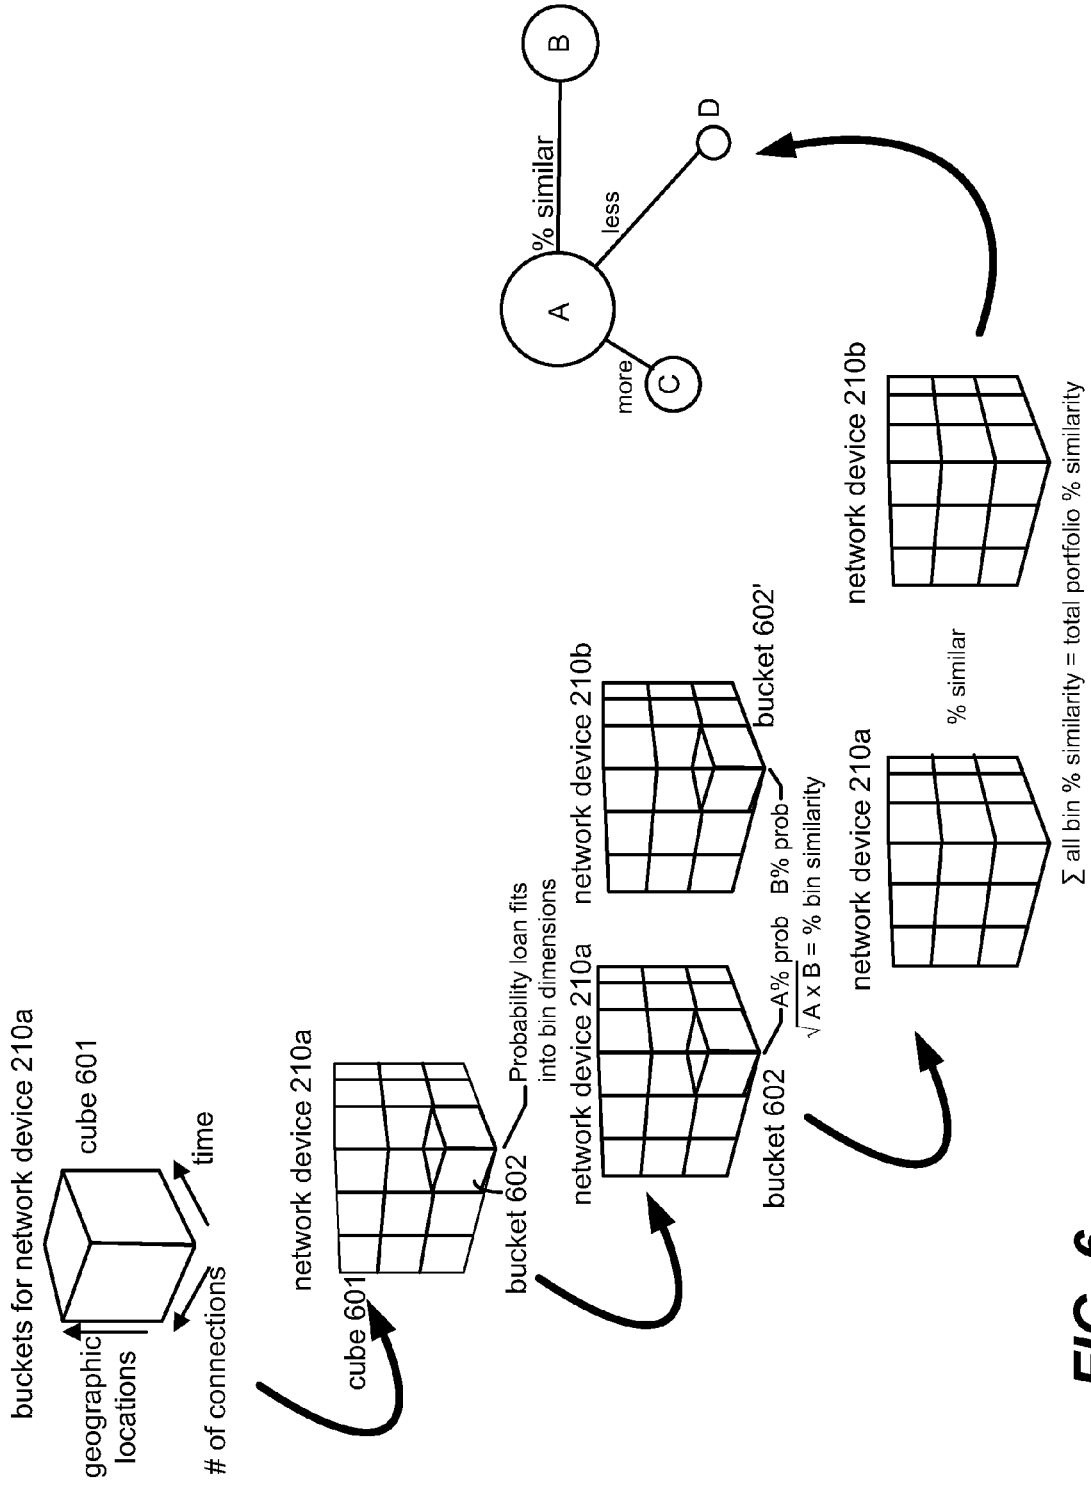 buckets for network device 210a
cube 601
geographic
locations
# of connections
time
network device 210a
cube 601
bucket 602
Probability loan fits
into bin dimensions
network device 210a
network device 210b
bucket 602
bucket 602'
A% prob
B% prob
√A x B = % bin similarity
network device 210a
network device 210b
% similar
∑ all bin % similarity = total portfolio % similarity
A
B
C
D
% similar
less
more
FIG. 6